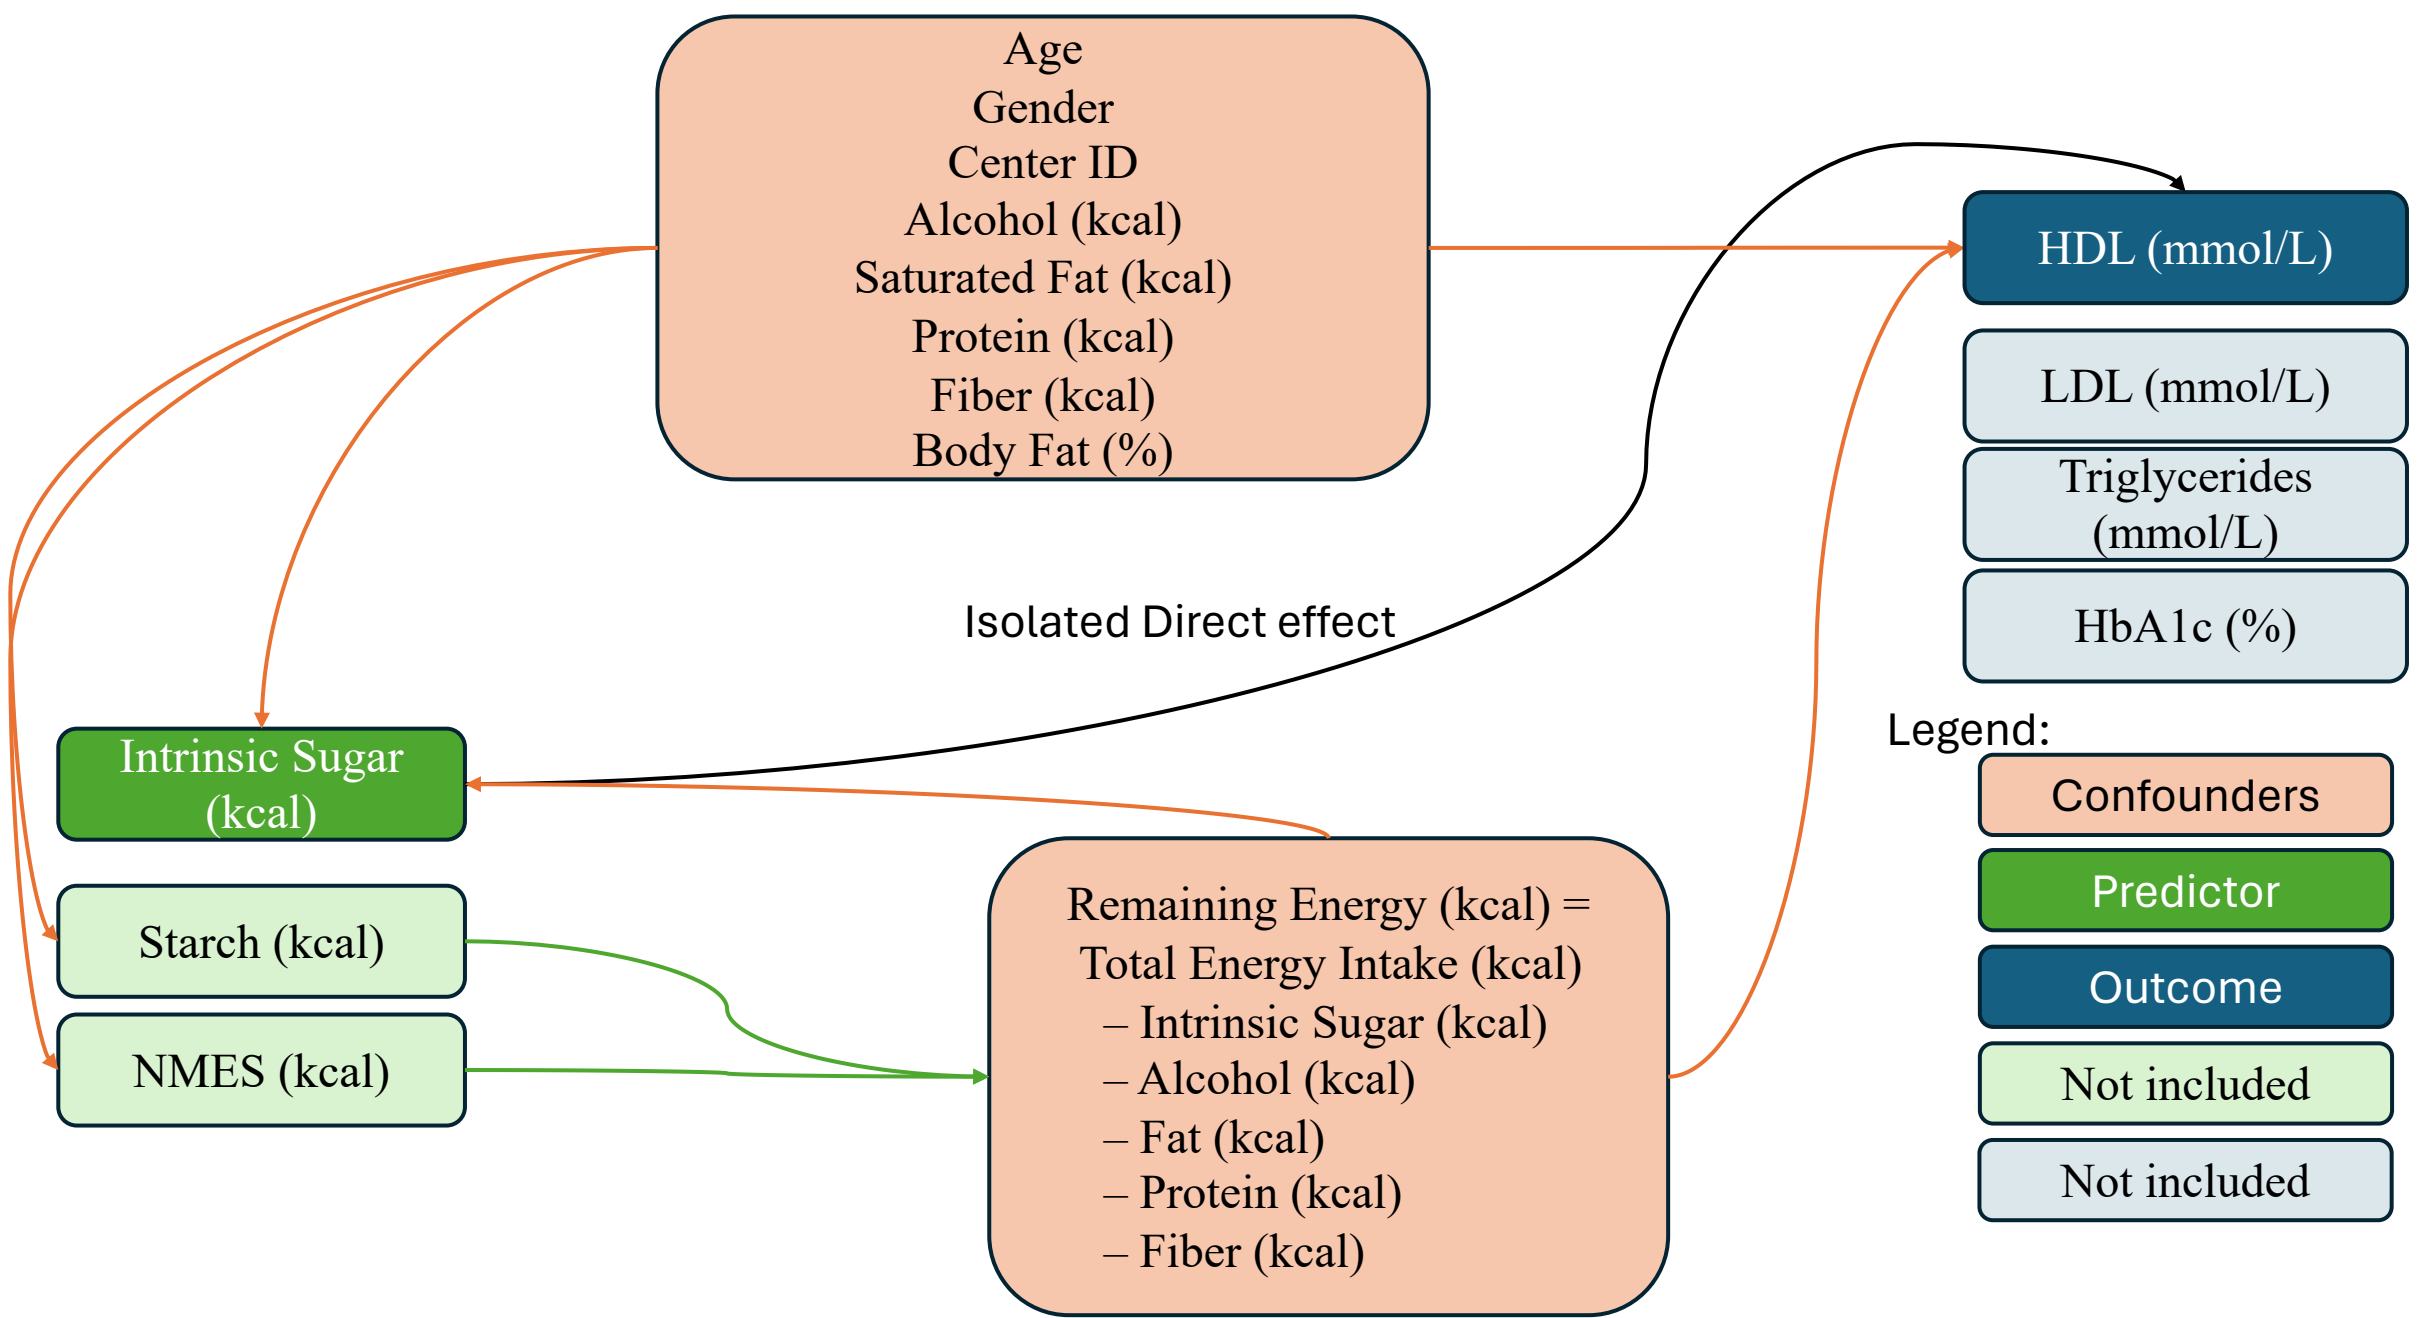 Age
Gender
Center ID
Alcohol (kcal)
Saturated Fat (kcal)
Protein (kcal)
Fiber (kcal)
Body Fat (%)
HDL (mmol/L)
LDL (mmol/L)
Triglycerides
(mmol/L)
HbA1c (%)
Isolated Direct effect
Intrinsic Sugar
(kcal)
Starch (kcal)
NMES (kcal)
Remaining Energy (kcal) =
Total Energy Intake (kcal)
– Intrinsic Sugar (kcal)
– Alcohol (kcal)
– Fat (kcal)
– Protein (kcal)
– Fiber (kcal)
Legend:
Confounders
Predictor
Outcome
Not included
Not included